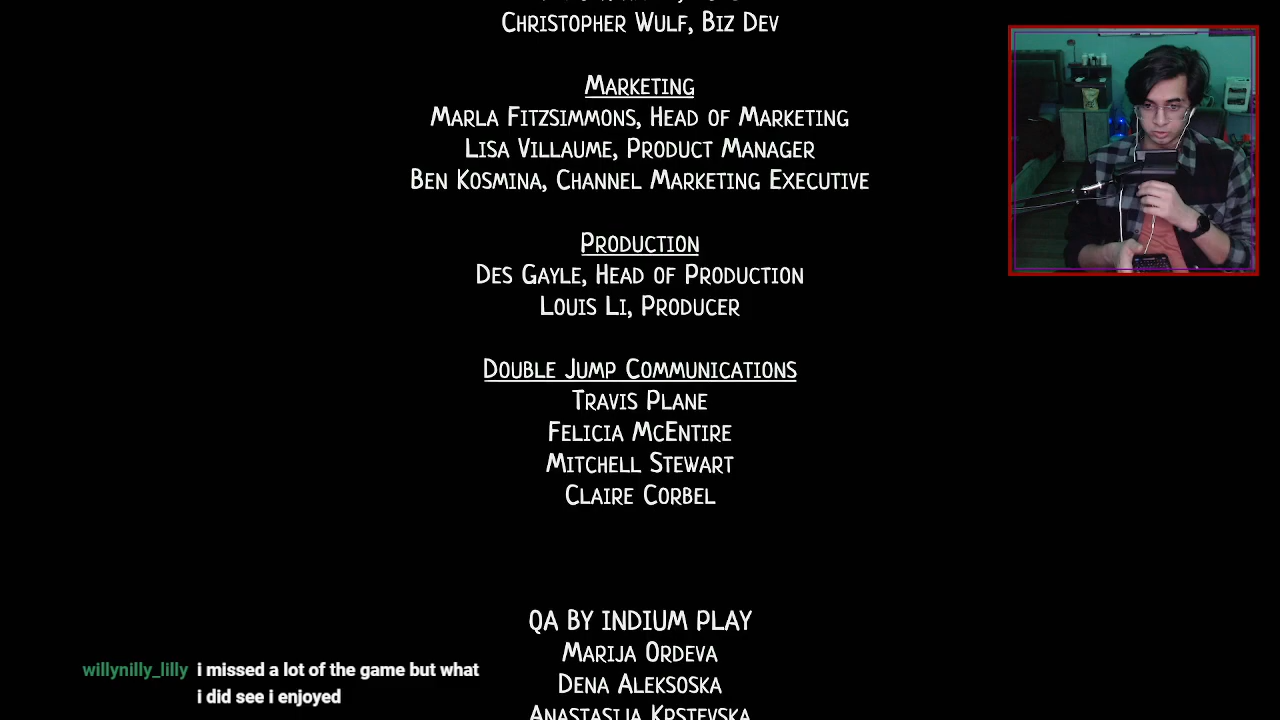 Christopher Wulf, Biz Dev
Marketing
Marla Fitzsimmons, Head of Marketing
Lisa Villaume, Product Manager
Ben Kosmina, Channel Marketing Executive
Production
Des Gayle, Head of Production
Louis Li, Producer
Double Jump Communications
Travis Plane
Felicia McEntire
Mitchell Stewart
Claire Corbel
QA BY INDIUM PLAY
Marija Ordeva
Dena Aleksoska
Anastasija Krstevska
willynilly_lilly i missed a lot of the game but what
i did see i enjoyed